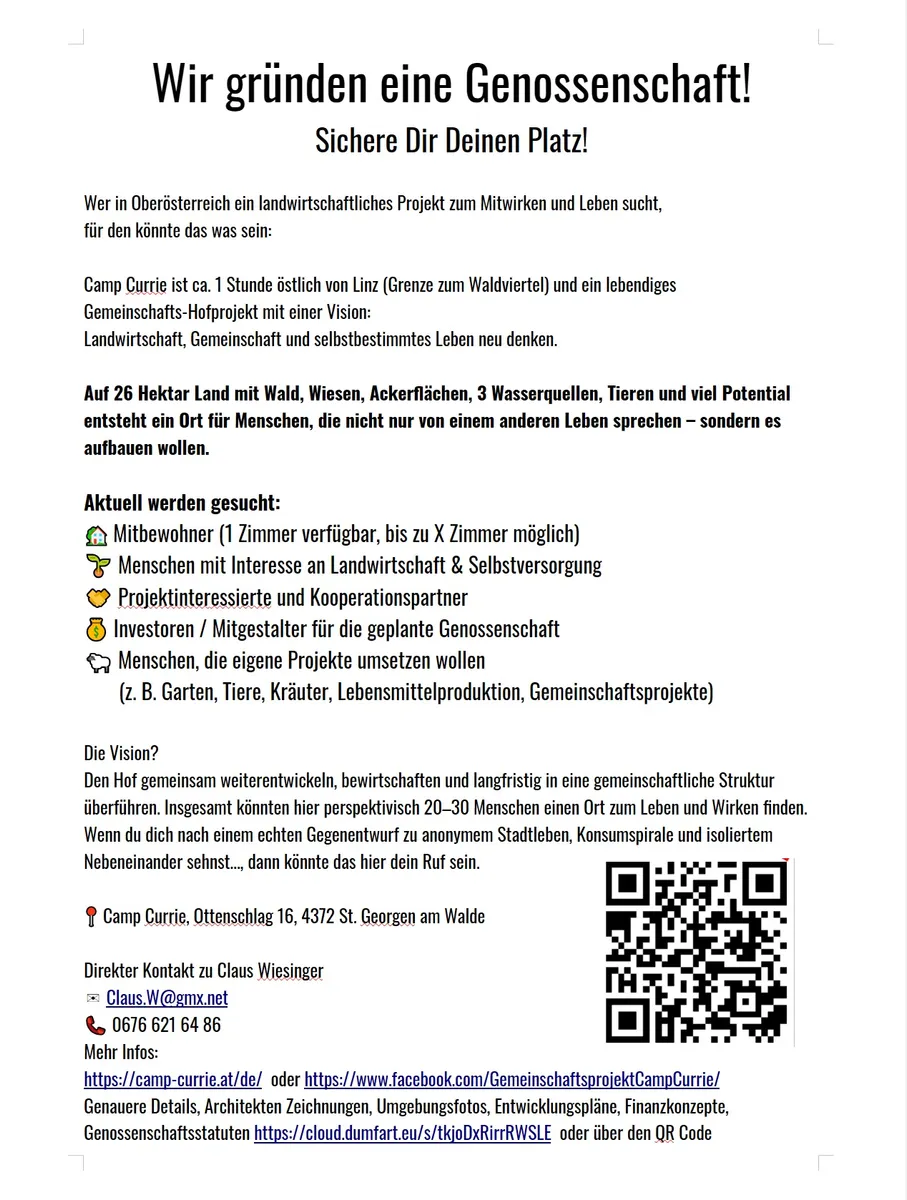 Wir gründen eine Genossenschaft!
Sichere Dir Deinen Platz!
Wer in Oberösterreich ein landwirtschaftliches Projekt zum Mitwirken und Leben sucht,
für den könnte das was sein:
Camp Currie ist ca. 1 Stunde östlich von Linz (Grenze zum Waldviertel) und ein lebendiges
Gemeinschafts-Hofprojekt mit einer Vision:
Landwirtschaft, Gemeinschaft und selbstbestimmtes Leben neu denken.
Auf 26 Hektar Land mit Wald, Wiesen, Ackerflächen, 3 Wasserquellen, Tieren und viel Potential
entsteht ein Ort für Menschen, die nicht nur von einem anderen Leben sprechen – sondern es
aufbauen wollen.
Aktuell werden gesucht:
🏡 Mitbewohner (1 Zimmer verfügbar, bis zu X Zimmer möglich)
🌱 Menschen mit Interesse an Landwirtschaft & Selbstversorgung
🤝 Projektinteressierte und Kooperationspartner
💰 Investoren / Mitgestalter für die geplante Genossenschaft
🐑 Menschen, die eigene Projekte umsetzen wollen
(z. B. Garten, Tiere, Kräuter, Lebensmittelproduktion, Gemeinschaftsprojekte)
Die Vision?
Den Hof gemeinsam weiterentwickeln, bewirtschaften und langfristig in eine gemeinschaftliche Struktur
überführen. Insgesamt könnten hier perspektivisch 20–30 Menschen einen Ort zum Leben und Wirken finden.
Wenn du dich nach einem echten Gegenentwurf zu anonymem Stadtleben, Konsumspirale und isoliertem
Nebeneinander sehnst..., dann könnte das hier dein Ruf sein.
📍 Camp Currie, Ottenschlag 16, 4372 St. Georgen am Walde
Direkter Kontakt zu Claus Wiesinger
✉️ Claus.W@gmx.net
📞 0676 621 64 86
Mehr Infos:
https://camp-currie.at/de/ oder https://www.facebook.com/GemeinschaftsprojektCampCurrie/
Genauere Details, Architekten Zeichnungen, Umgebungsfotos, Entwicklungspläne, Finanzkonzepte,
Genossenschaftsstatuten https://cloud.dumfart.eu/s/tkjoDxRirrRWSLE oder über den QR Code